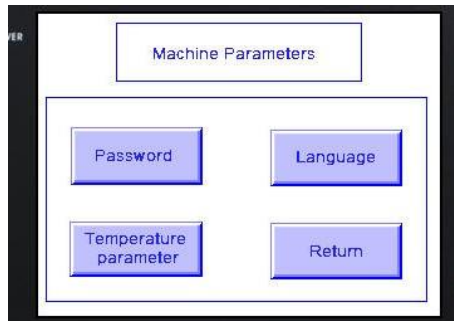 Machine Parameters
Password
Language
Temperature
parameter
Return